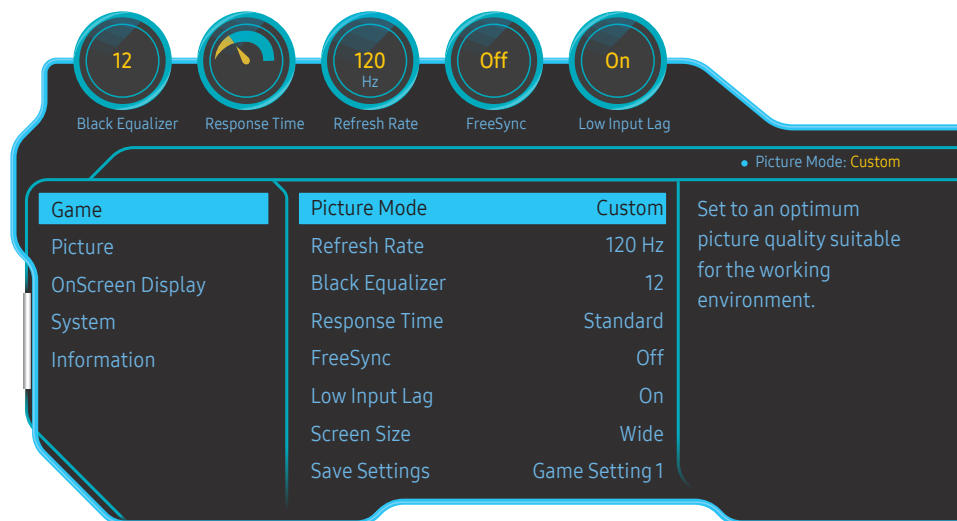 12
120
Hz
Off
On
Black Equalizer
Response Time
Refresh Rate
FreeSync
Low Input Lag
• Picture Mode: Custom
Game
Picture
OnScreen Display
System
Information
Picture Mode Custom
Refresh Rate 120 Hz
Black Equalizer 12
Response Time Standard
FreeSync Off
Low Input Lag On
Screen Size Wide
Save Settings Game Setting 1
Set to an optimum
picture quality suitable
for the working
environment.